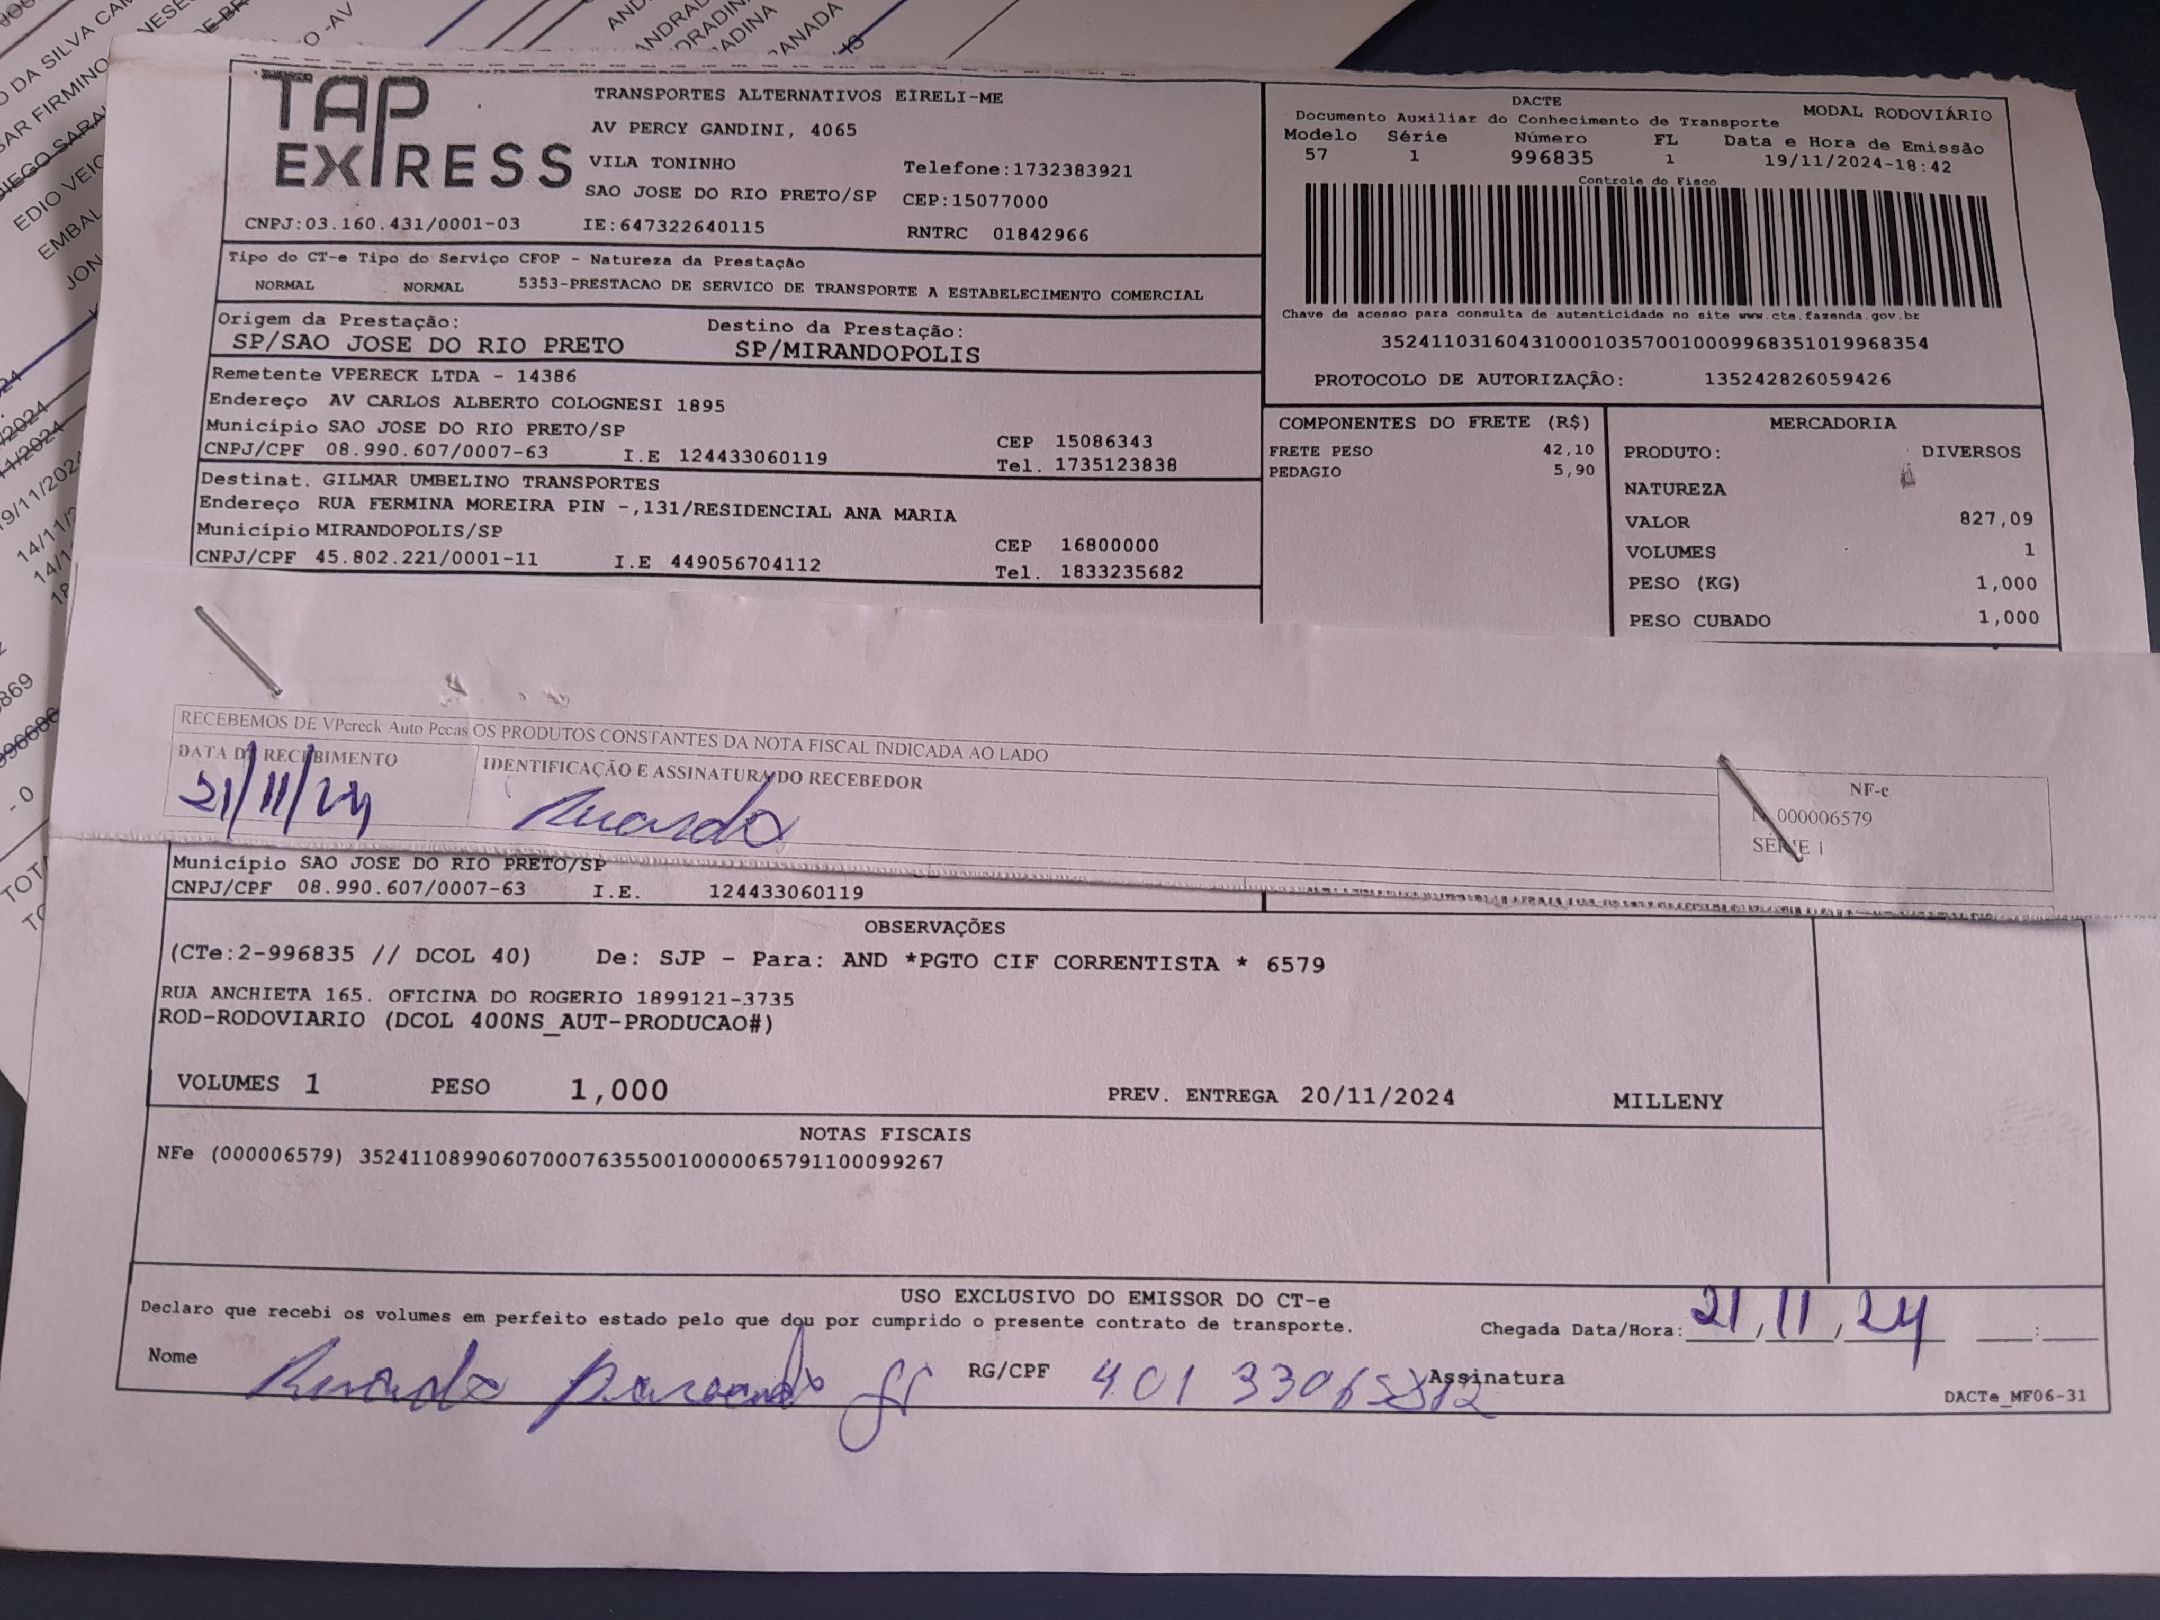 TAP EXPRESS
TRANSPORTES ALTERNATIVOS EIRELI-ME
AV PERCY GANDINI, 4065
VILA TONINHO Telefone:1732383921
SAO JOSE DO RIO PRETO/SP CEP:15077000
CNPJ:03.160.431/0001-03 IE:647322640115 RNTRC 01842966
DACTE MODAL RODOVIÁRIO
Documento Auxiliar do Conhecimento de Transporte
Modelo Série Número FL Data e Hora de Emissão
57 1 996835 1 19/11/2024-18:42
Controle do Fisco
Chave de acesso para consulta de autenticidade no site www.cte.fazenda.gov.br
35241103160431000103570010009968351019968354
PROTOCOLO DE AUTORIZAÇÃO: 135242826059426
Tipo do CT-e Tipo do Serviço CFOP - Natureza da Prestação
NORMAL NORMAL 5353-PRESTACAO DE SERVICO DE TRANSPORTE A ESTABELECIMENTO COMERCIAL
Origem da Prestação: Destino da Prestação:
SP/SAO JOSE DO RIO PRETO SP/MIRANDOPOLIS
Remetente VPERECK LTDA - 14386
Endereço AV CARLOS ALBERTO COLOGNESI 1895
Município SAO JOSE DO RIO PRETO/SP CEP 15086343
CNPJ/CPF 08.990.607/0007-63 I.E 124433060119 Tel. 1735123838
Destinat. GILMAR UMBELINO TRANSPORTES
Endereço RUA FERMINA MOREIRA PIN -,131/RESIDENCIAL ANA MARIA
Município MIRANDOPOLIS/SP CEP 16800000
CNPJ/CPF 45.802.221/0001-11 I.E 449056704112 Tel. 1833235682
COMPONENTES DO FRETE (R$)
FRETE PESO 42,10
PEDAGIO 5,90
MERCADORIA
PRODUTO: DIVERSOS
NATUREZA
VALOR 827,09
VOLUMES 1
PESO (KG) 1,000
PESO CUBADO 1,000
RECEBEMOS DE VPereck Auto Pecas OS PRODUTOS CONSTANTES DA NOTA FISCAL INDICADA AO LADO
DATA DE RECEBIMENTO IDENTIFICAÇÃO E ASSINATURA DO RECEBEDOR
21/11/24 Ricardo
NF-e
N. 000006579
SÉRIE 1
Município SAO JOSE DO RIO PRETO/SP
CNPJ/CPF 08.990.607/0007-63 I.E. 124433060119
OBSERVAÇÕES
(CTe:2-996835 // DCOL 40) De: SJP - Para: AND *PGTO CIF CORRENTISTA * 6579
RUA ANCHIETA 165. OFICINA DO ROGERIO 1899121-3735
ROD-RODOVIARIO (DCOL 400NS_AUT-PRODUCAO#)
VOLUMES 1 PESO 1,000 PREV. ENTREGA 20/11/2024 MILLENY
NOTAS FISCAIS
NFe (000006579) 35241108990607000763550010000065791100099267
USO EXCLUSIVO DO EMISSOR DO CT-e
Declaro que recebi os volumes em perfeito estado pelo que dou por cumprido o presente contrato de transporte.
Chegada Data/Hora: 21/11/24 __:__
Nome Ricardo RG/CPF 401 330 Assinatura
DACTe_MF06-31